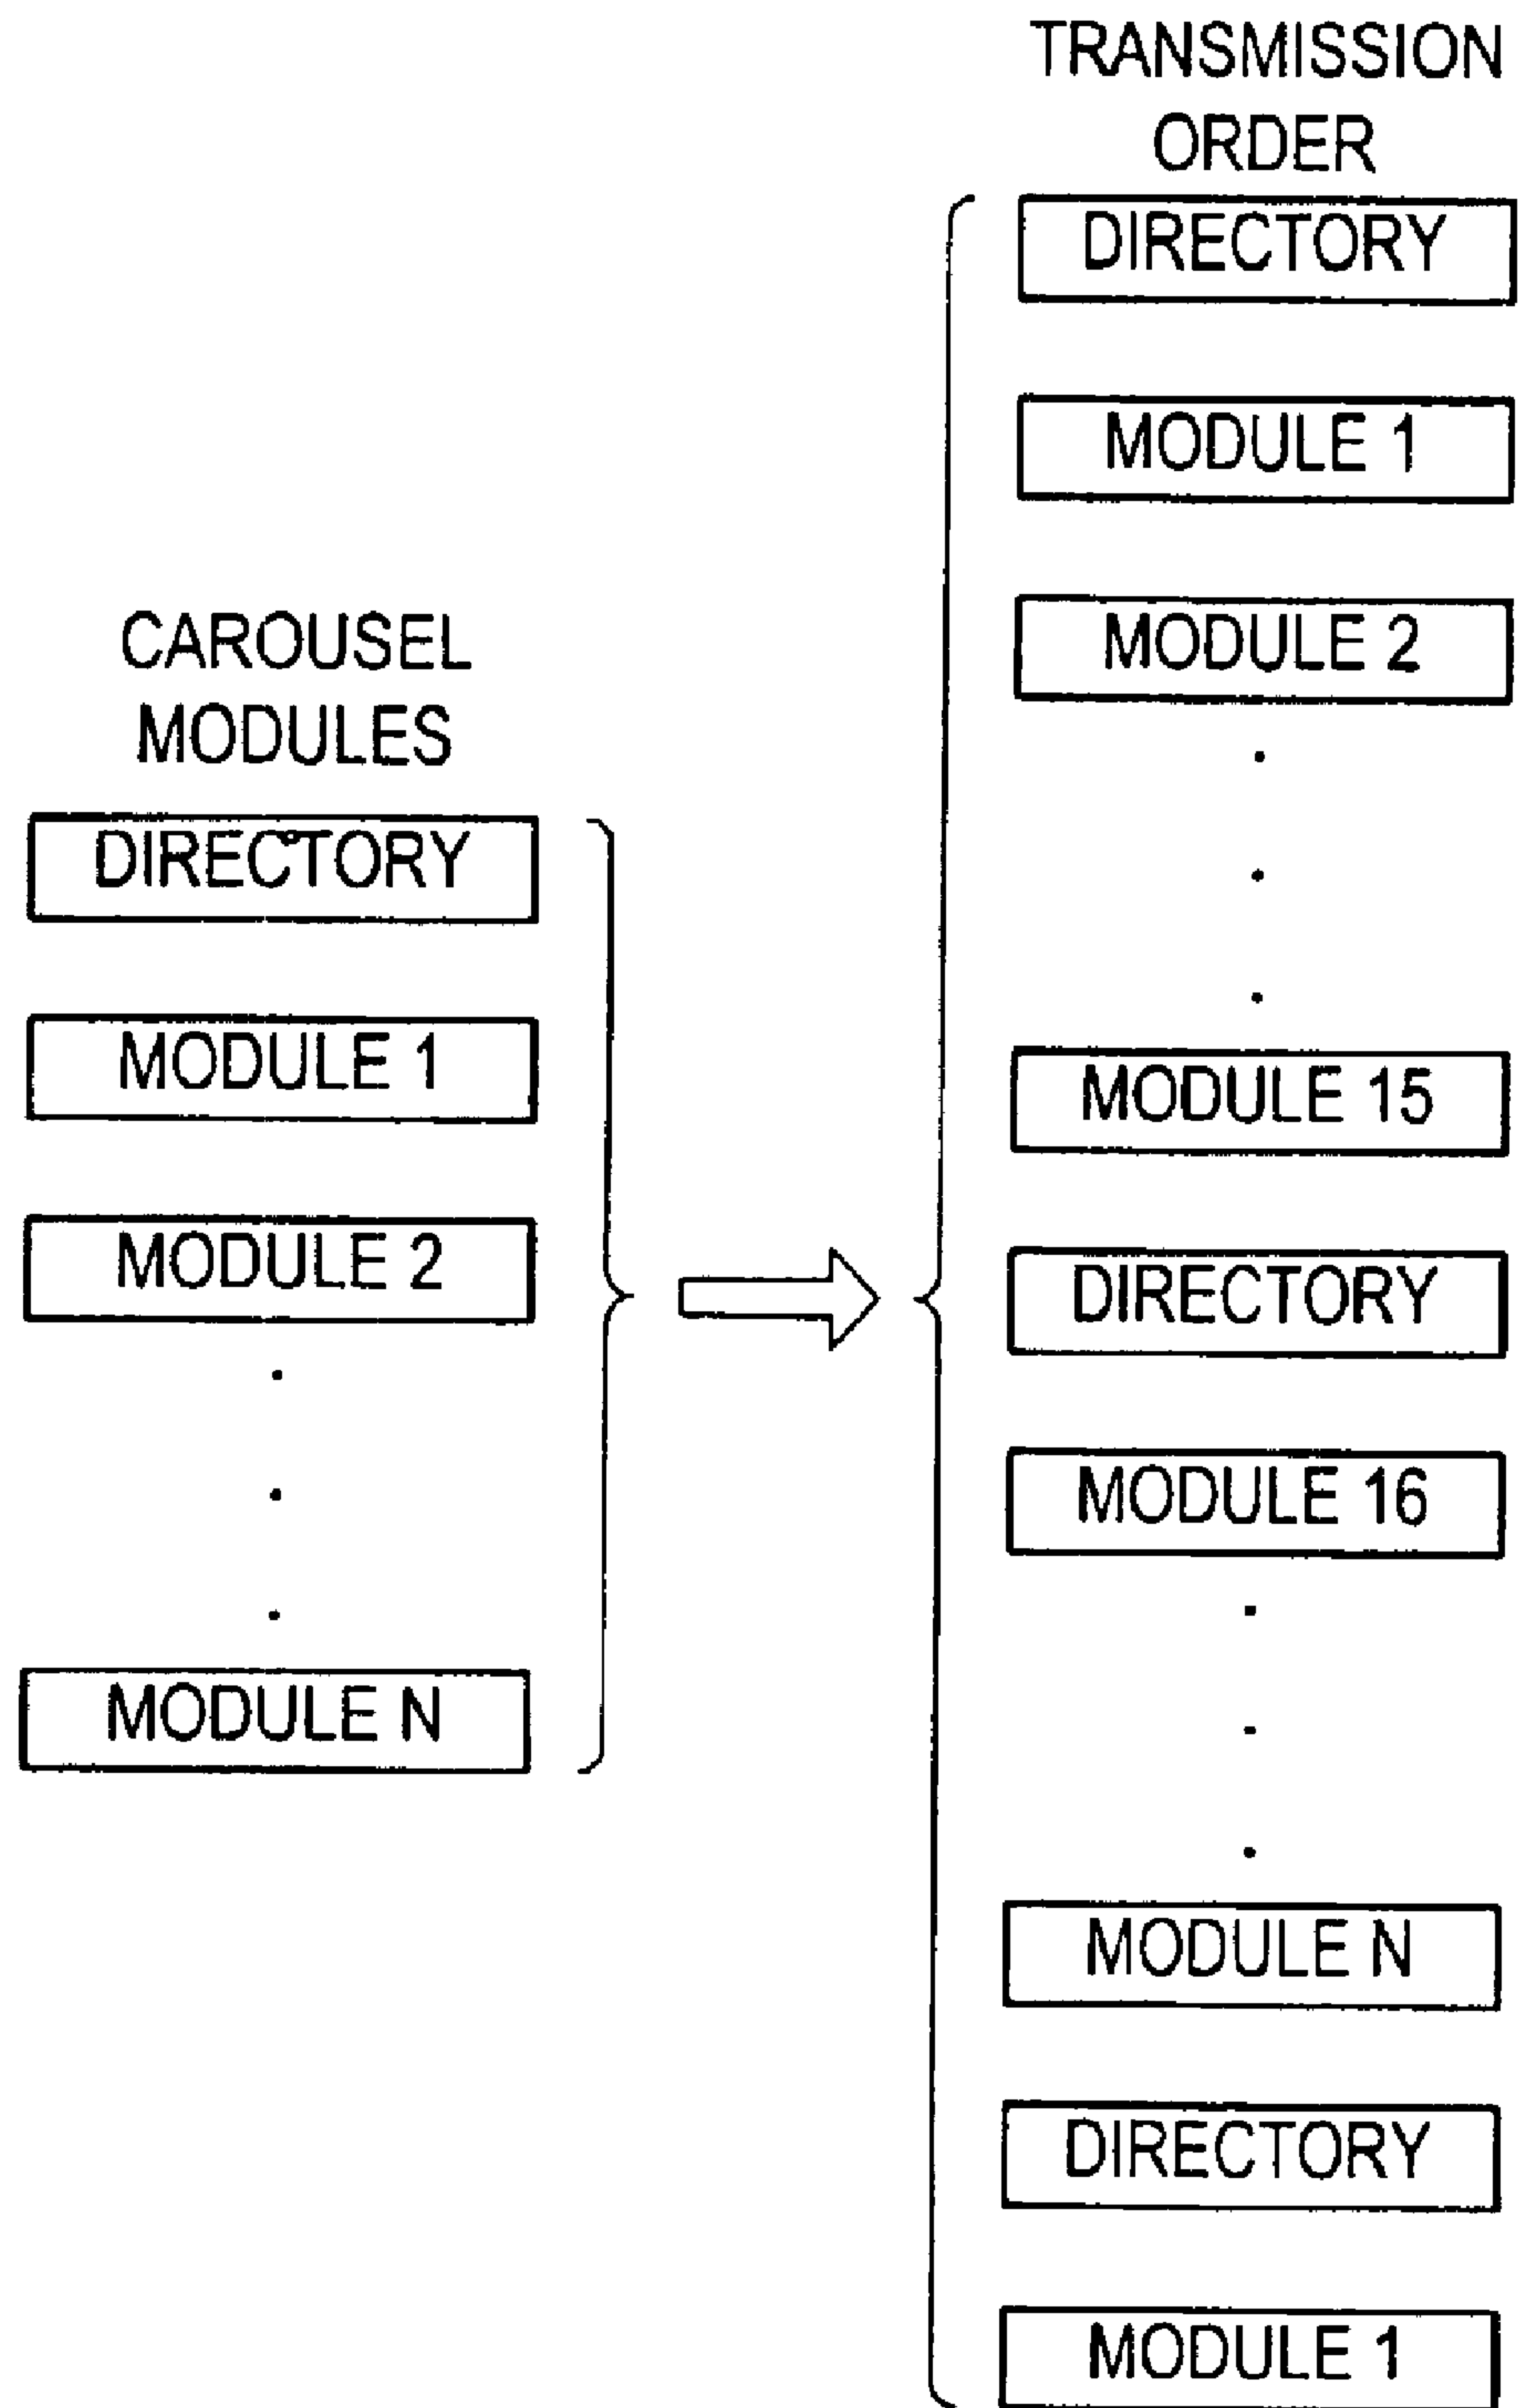 CAROUSEL
MODULES
DIRECTORY
MODULE 1
MODULE 2
MODULE N
TRANSMISSION
ORDER
DIRECTORY
MODULE 1
MODULE 2
MODULE 15
DIRECTORY
MODULE 16
MODULE N
DIRECTORY
MODULE 1